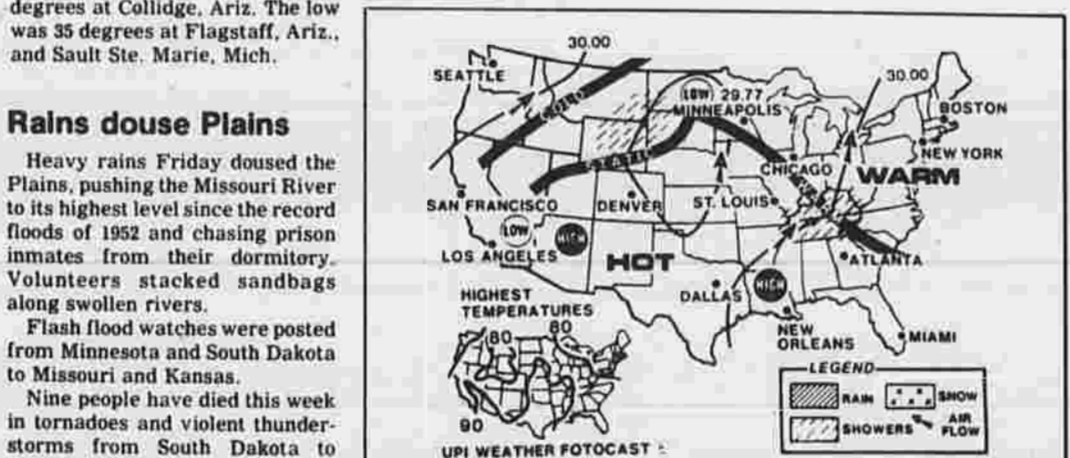 degrees at Collidge, Ariz. The low
was 35 degrees at Flagstaff, Ariz.,
and Sault Ste. Marie, Mich.
Rains douse Plains
Heavy rains Friday doused the
Plains, pushing the Missouri River
to its highest level since the record
floods of 1952 and chasing prison
inmates from their dormitory.
Volunteers stacked sandbags
along swollen rivers.
Flash flood watches were posted
from Minnesota and South Dakota
to Missouri and Kansas.
Nine people have died this week
in tornadoes and violent thunder-
storms from South Dakota to
30.00
SEATTLE
COLD
LOW 29.77
MINNEAPOLIS
30.00
BOSTON
NEW YORK
CHICAGO
WARM
SAN FRANCISCO
DENVER
ST. LOUIS
LOW
HIGH
LOS ANGELES
HOT
ATLANTA
DALLAS
HIGH
NEW
ORLEANS
MIAMI
HIGHEST
TEMPERATURES
80
80
90
UPI WEATHER FOTOCAST
LEGEND
RAIN
SNOW
SHOWERS
AIR
FLOW